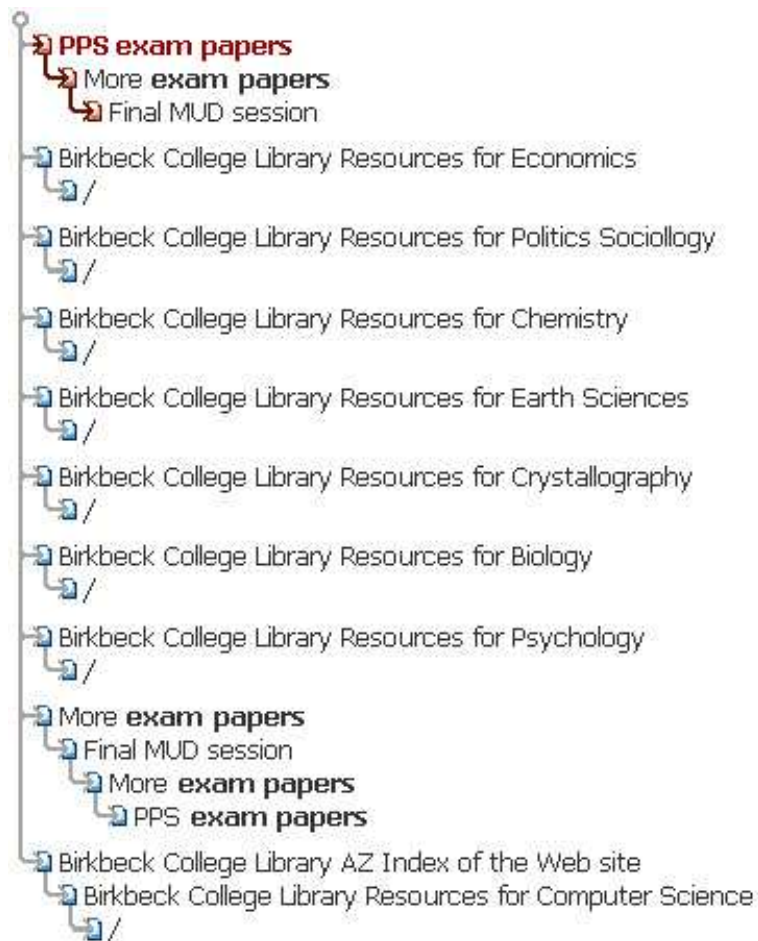 PPS exam papers
More exam papers
Final MUD session
Birkbeck College Library Resources for Economics
/
Birkbeck College Library Resources for Politics Sociollogy
/
Birkbeck College Library Resources for Chemistry
/
Birkbeck College Library Resources for Earth Sciences
/
Birkbeck College Library Resources for Crystallography
/
Birkbeck College Library Resources for Biology
/
Birkbeck College Library Resources for Psychology
/
More exam papers
Final MUD session
More exam papers
PPS exam papers
Birkbeck College Library AZ Index of the Web site
Birkbeck College Library Resources for Computer Science
/